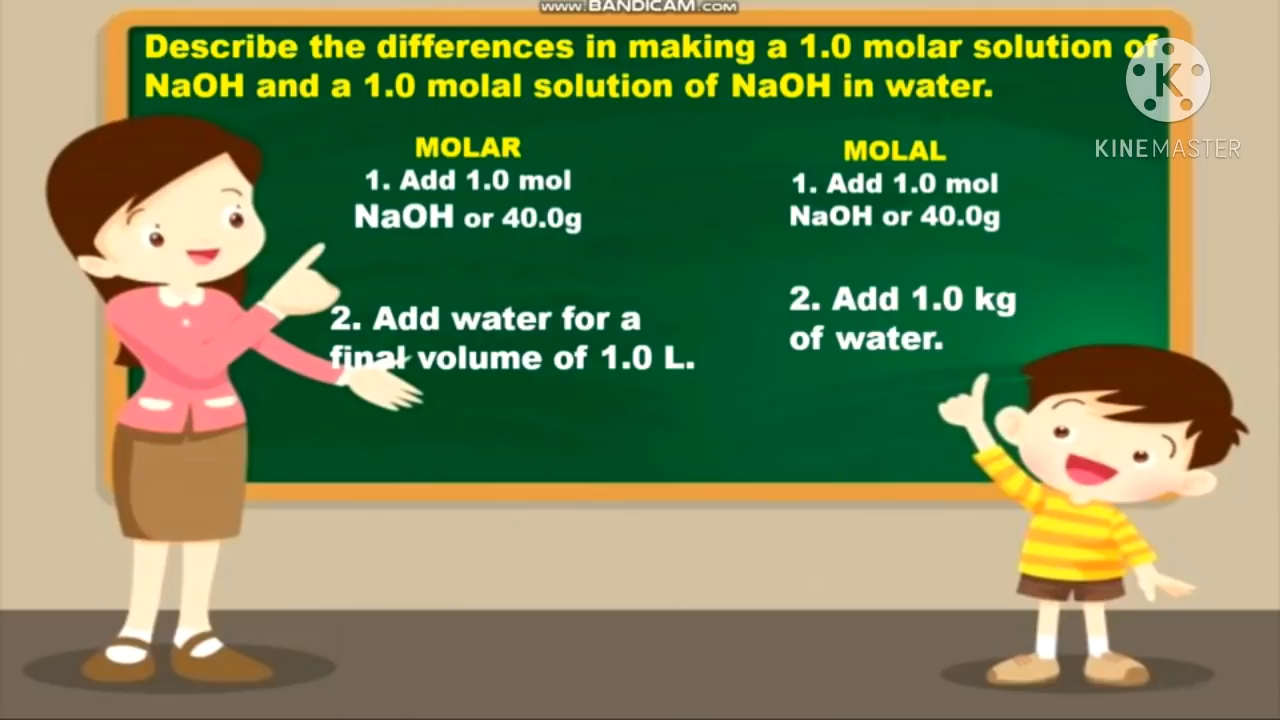 www.BANDICAM.com
Describe the differences in making a 1.0 molar solution of
NaOH and a 1.0 molal solution of NaOH in water.
K
KINEMASTER
MOLAR
1. Add 1.0 mol
NaOH or 40.0g
2. Add water for a
final volume of 1.0 L.
MOLAL
1. Add 1.0 mol
NaOH or 40.0g
2. Add 1.0 kg
of water.